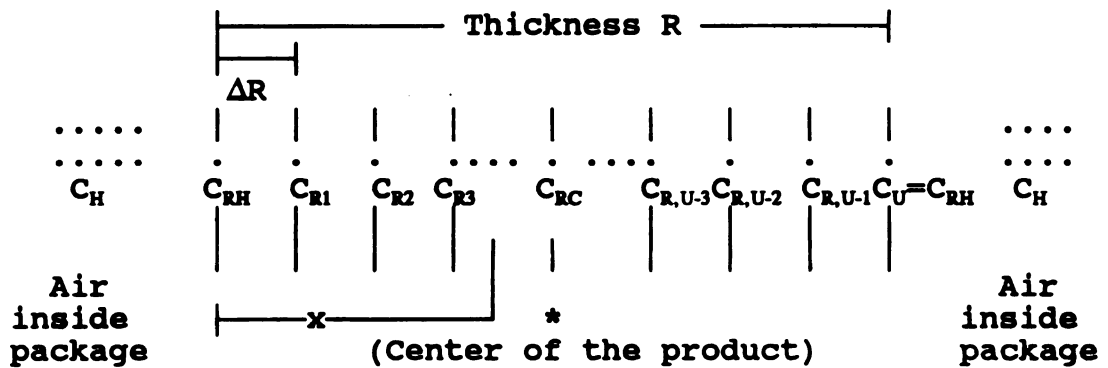 Thickness R
ΔR
C_H C_RH C_R1 C_R2 C_R3 C_RC C_R,U-3 C_R,U-2 C_R,U-1 C_U=C_RH C_H
Air inside package
x
*
(Center of the product)
Air inside package